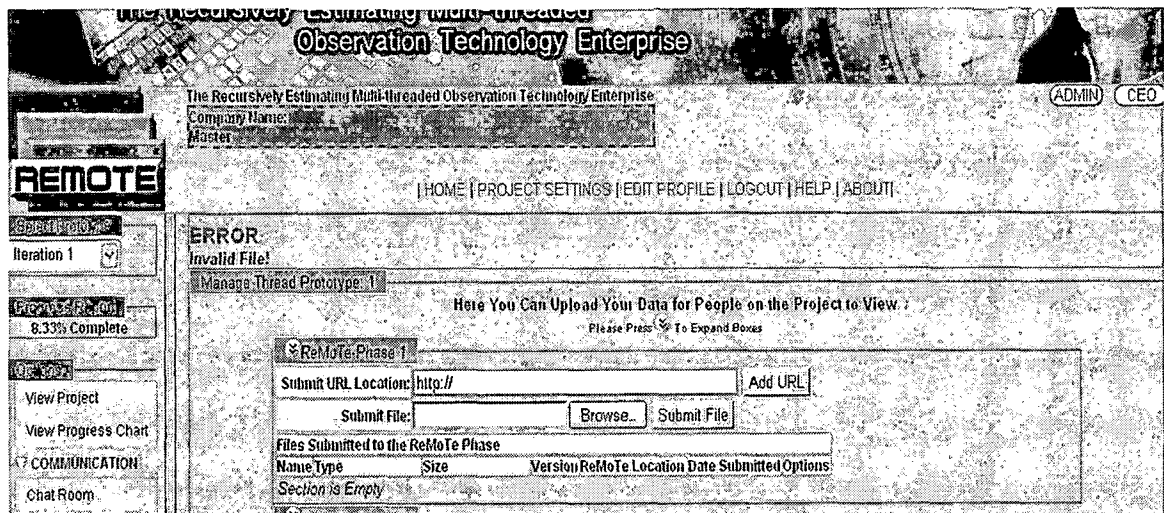 The Recursively Estimating Multi-threaded
Observation Technology Enterprise
The Recursively Estimating Multi-threaded Observation Technology Enterprise
Company Name:
Master
ADMIN CEO
REMOTE
| HOME | PROJECT SETTINGS | EDIT PROFILE | LOGOUT | HELP | ABOUT|
Iteration 1
8.33% Complete
View Project
View Progress Chart
COMMUNICATION
Chat Room
ERROR
Invalid File!
Manage Thread Prototype: 1
Here You Can Upload Your Data for People on the Project to View.
Please Press To Expand Boxes
ReMoTe-Phase 1
Submit URL Location: http:// Add URL
Submit File: Browse... Submit File
Files Submitted to the ReMoTe Phase
Name Type Size Version ReMoTe Location Date Submitted Options
Section is Empty